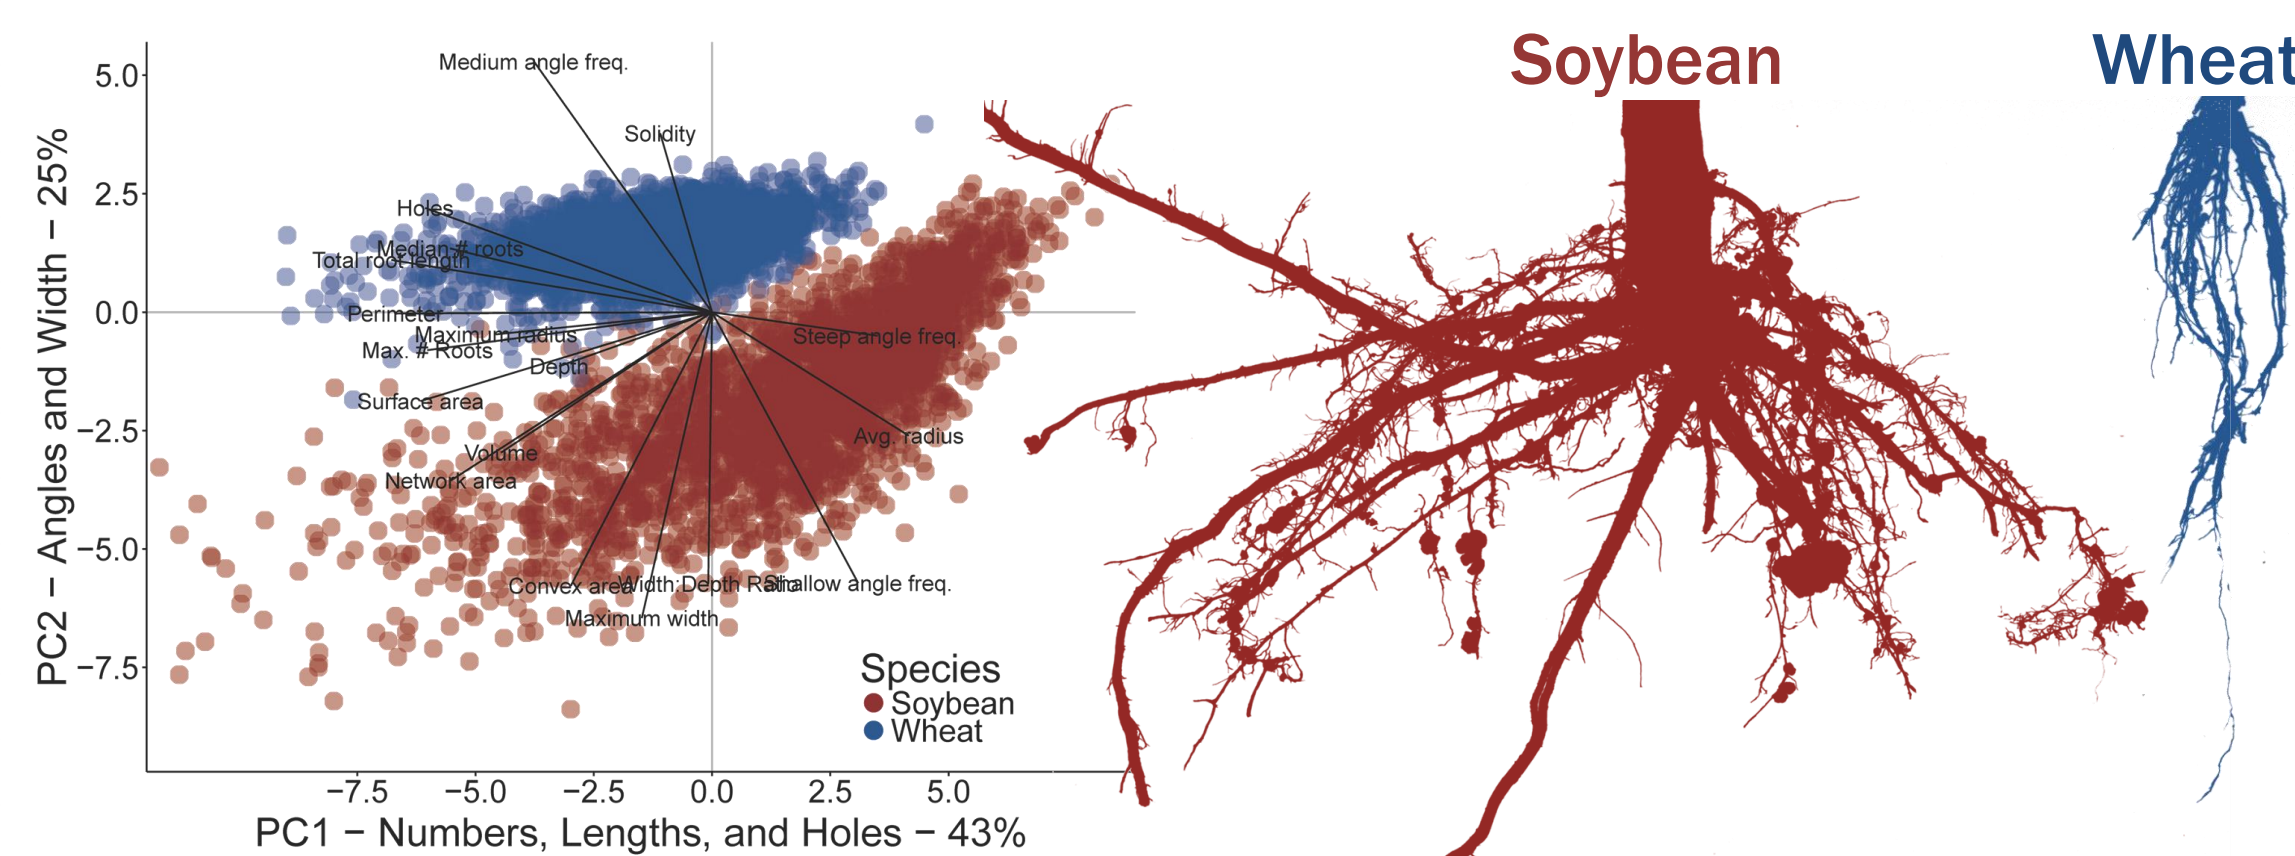 Soybean
Wheat
PC2 − Angles and Width − 25%
5.0
2.5
0.0
−2.5
−5.0
−7.5
Medium angle freq.
Solidity
Holes
Median # roots
Total root length
Perimeter
Maximum radius
Steep angle freq.
Max. # Roots
Depth
Surface area
Avg. radius
Volume
Network area
Convex area
Width:Depth Ratio
Shallow angle freq.
Maximum width
Species
Soybean
Wheat
−7.5 −5.0 −2.5 0.0 2.5 5.0
PC1 − Numbers, Lengths, and Holes − 43%